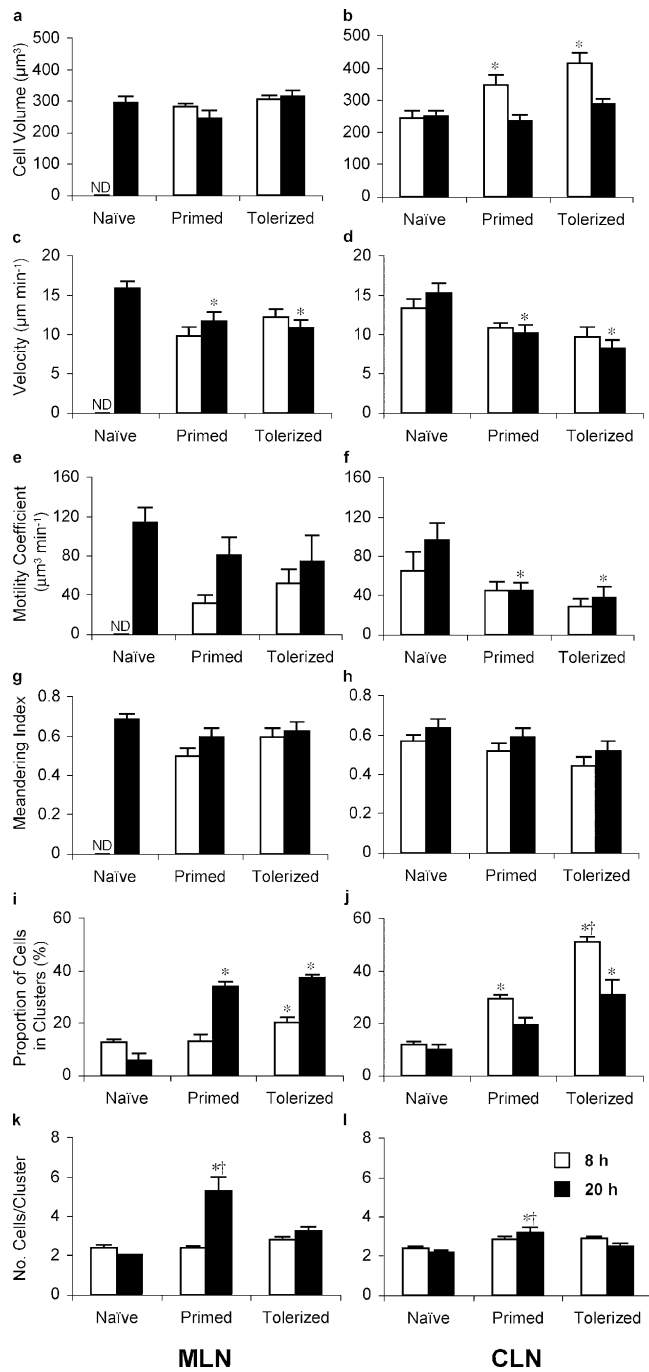 a
b
Cell Volume (µm³)
500
400
300
200
100
0
ND
Naïve
Primed
Tolerized
500
400
300
200
100
0
*
*
Naïve
Primed
Tolerized
c
d
Velocity (µm min⁻¹)
20
15
10
5
0
ND
*
*
Naïve
Primed
Tolerized
20
15
10
5
0
*
*
Naïve
Primed
Tolerized
e
f
Motility Coefficient
(µm³ min⁻¹)
160
120
80
40
0
ND
Naïve
Primed
Tolerized
160
120
80
40
0
*
*
Naïve
Primed
Tolerized
g
h
Meandering Index
0.8
0.6
0.4
0.2
0
ND
Naïve
Primed
Tolerized
0.8
0.6
0.4
0.2
0
Naïve
Primed
Tolerized
i
j
Proportion of Cells
in Clusters (%)
60
40
20
0
*
*
*
Naïve
Primed
Tolerized
60
40
20
0
*
*†
*
Naïve
Primed
Tolerized
k
l
No. Cells/Cluster
8
6
4
2
0
*†
Naïve
Primed
Tolerized
8
6
4
2
0
*†
8 h
20 h
Naïve
Primed
Tolerized
MLN
CLN